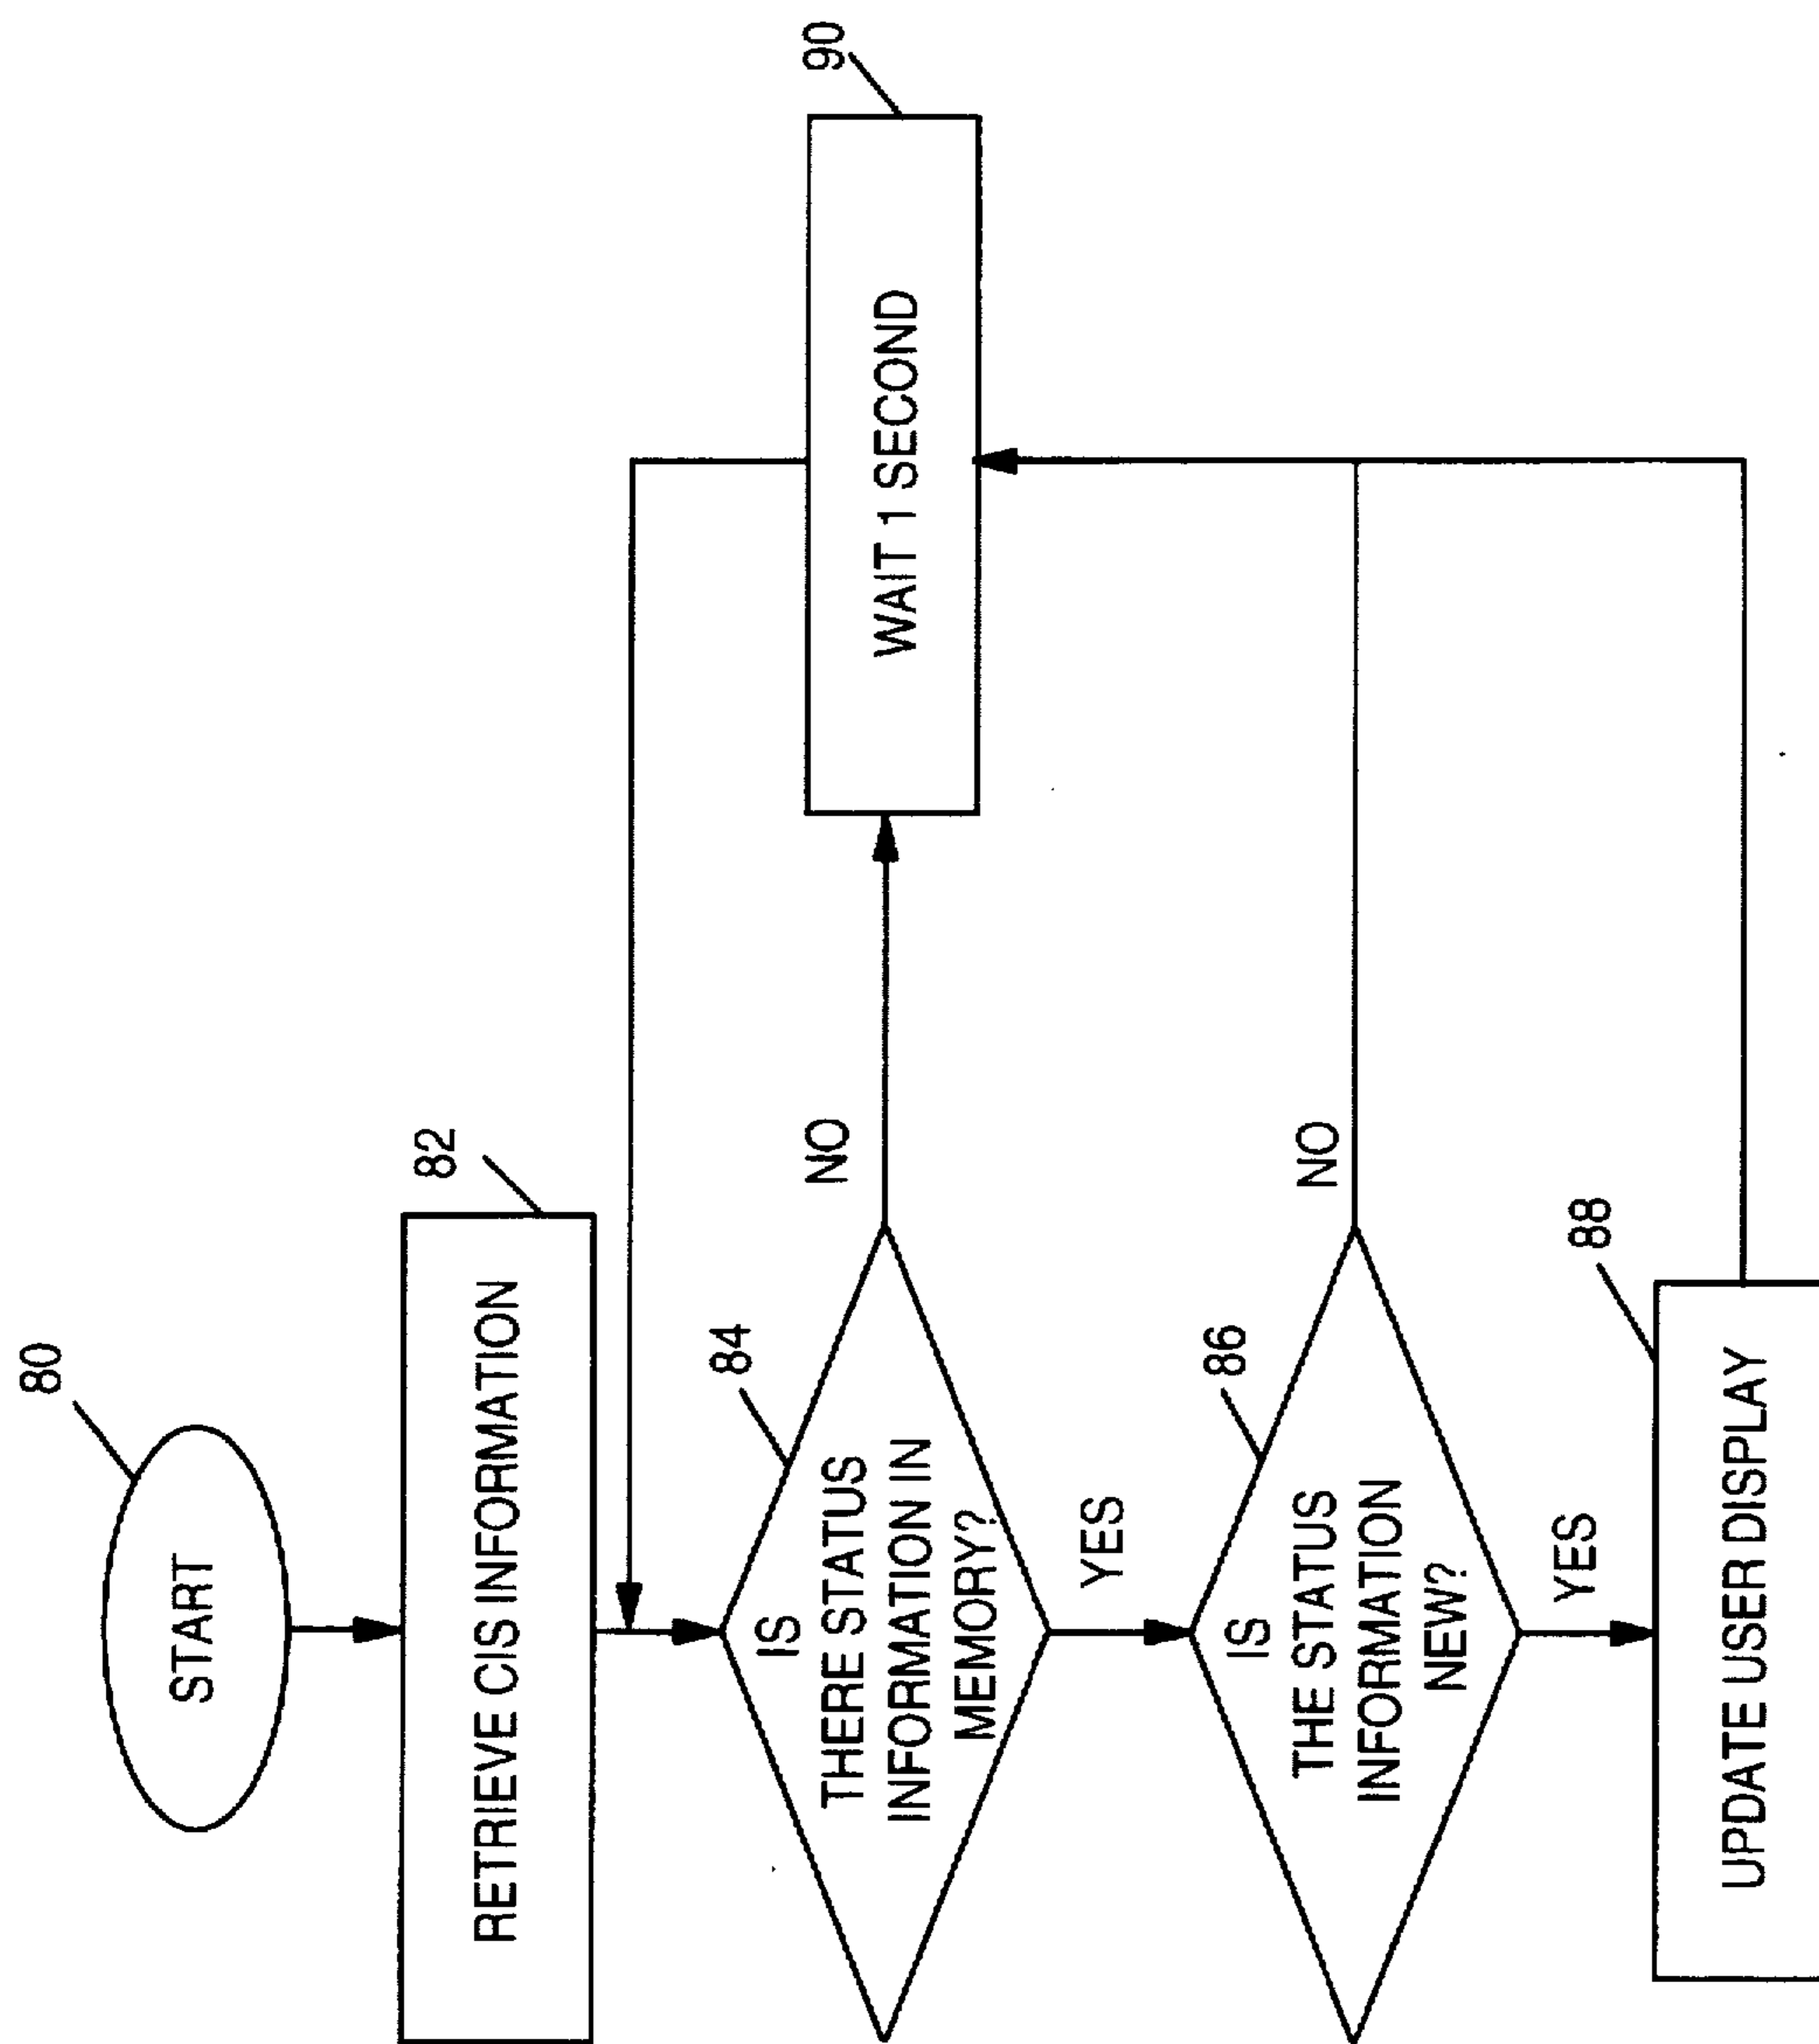 80
START
82
RETRIEVE CIS INFORMATION
84
IS
THERE STATUS
INFORMATION IN
MEMORY?
NO
90
WAIT 1 SECOND
YES
86
IS
THE STATUS
INFORMATION
NEW?
NO
YES
88
UPDATE USER DISPLAY